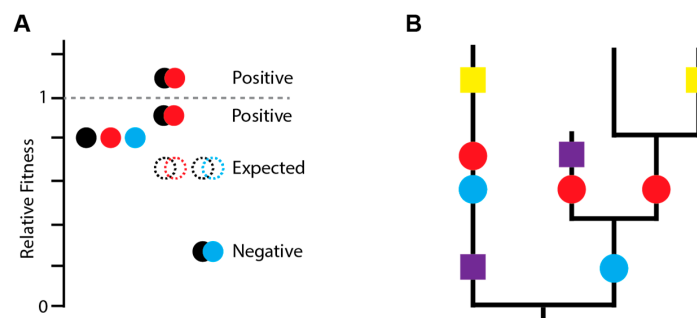 A
B
Positive
1
Positive
Expected
Relative Fitness
Negative
0